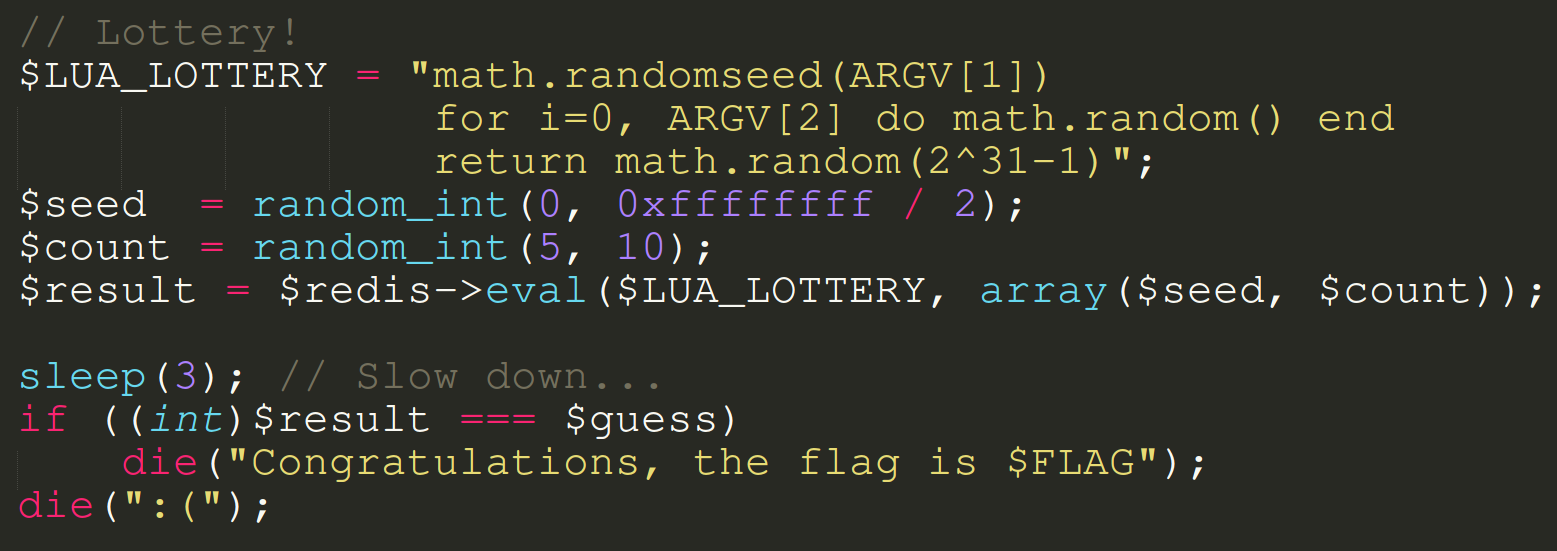 // Lottery!
$LUA_LOTTERY = "math.randomseed(ARGV[1])
for i=0, ARGV[2] do math.random() end
return math.random(2^31-1)";
$seed = random_int(0, 0xffffffff / 2);
$count = random_int(5, 10);
$result = $redis->eval($LUA_LOTTERY, array($seed, $count));
sleep(3); // Slow down...
if ((int)$result === $guess)
die("Congratulations, the flag is $FLAG");
die(":(");